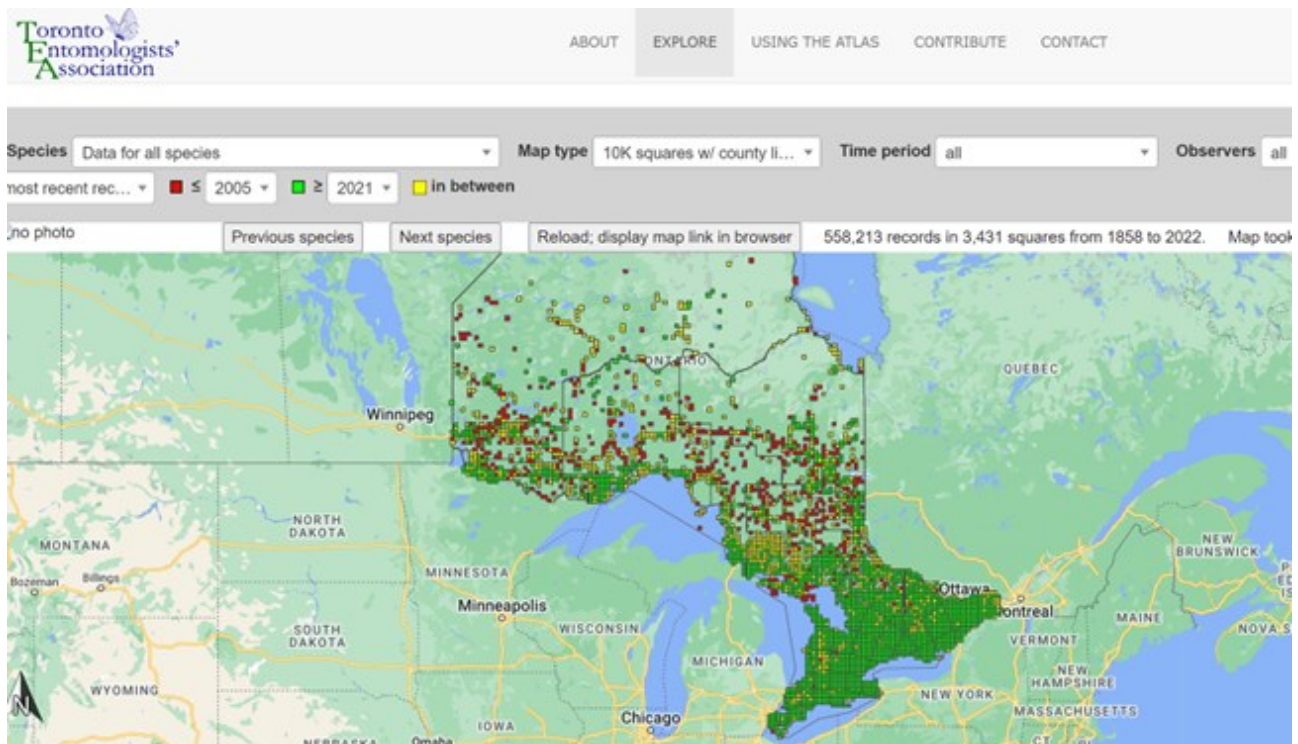 Toronto
Entomologists'
Association
ABOUT EXPLORE USING THE ATLAS CONTRIBUTE CONTACT
Species Data for all species Map type 10K squares w/ county li... Time period all Observers all
most recent rec... ≤ 2005 ≥ 2021 in between
no photo Previous species Next species Reload; display map link in browser 558,213 records in 3,431 squares from 1858 to 2022. Map took
ONTARIO
QUEBEC
Winnipeg
NORTH
DAKOTA
MONTANA
NEW
BRUNSWICK
Bozeman Billings
MINNESOTA
Ottawa
Montreal
Minneapolis
MAINE
SOUTH
DAKOTA
WISCONSIN
NOVA S
VERMONT
MICHIGAN
NEW
HAMPSHIRE
WYOMING
NEW YORK
N
MASSACHUSETTS
Chicago
IOWA
NEBRASKA Omaha
CT RI